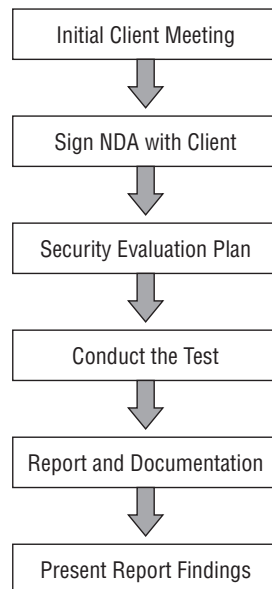 Initial Client Meeting
Sign NDA with Client
Security Evaluation Plan
Conduct the Test
Report and Documentation
Present Report Findings